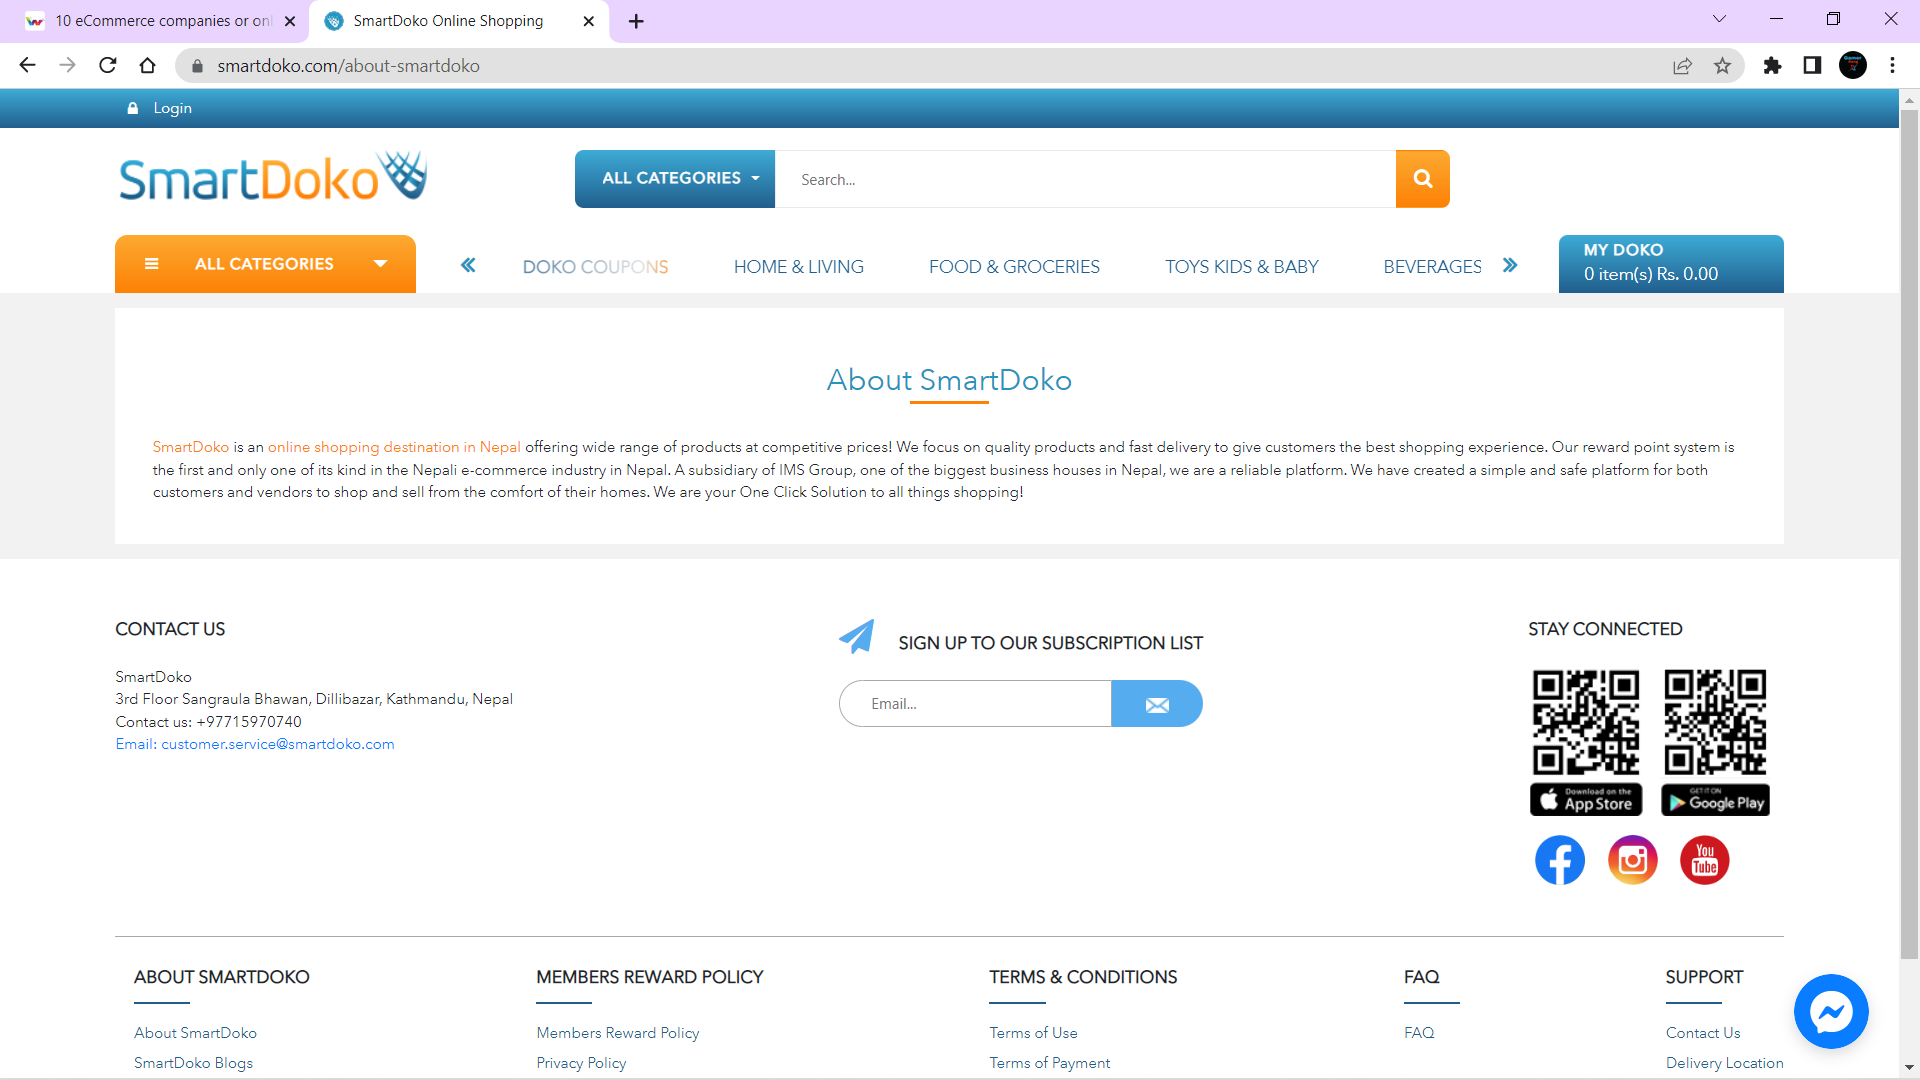 10 eCommerce companies or onl
SmartDoko Online Shopping
smartdoko.com/about-smartdoko
Login
SmartDoko
ALL CATEGORIES
Search...
ALL CATEGORIES
DOKO COUPONS
HOME & LIVING
FOOD & GROCERIES
TOYS KIDS & BABY
BEVERAGES
MY DOKO
0 item(s) Rs. 0.00
About SmartDoko
SmartDoko is an online shopping destination in Nepal offering wide range of products at competitive prices! We focus on quality products and fast delivery to give customers the best shopping experience. Our reward point system is
the first and only one of its kind in the Nepali e-commerce industry in Nepal. A subsidiary of IMS Group, one of the biggest business houses in Nepal, we are a reliable platform. We have created a simple and safe platform for both
customers and vendors to shop and sell from the comfort of their homes. We are your One Click Solution to all things shopping!
CONTACT US
SmartDoko
3rd Floor Sangraula Bhawan, Dillibazar, Kathmandu, Nepal
Contact us: +97715970740
Email: customer.service@smartdoko.com
SIGN UP TO OUR SUBSCRIPTION LIST
Email...
STAY CONNECTED
Download on the
App Store
GET IT ON
Google Play
You
Tube
ABOUT SMARTDOKO
About SmartDoko
SmartDoko Blogs
MEMBERS REWARD POLICY
Members Reward Policy
Privacy Policy
TERMS & CONDITIONS
Terms of Use
Terms of Payment
FAQ
FAQ
SUPPORT
Contact Us
Delivery Location